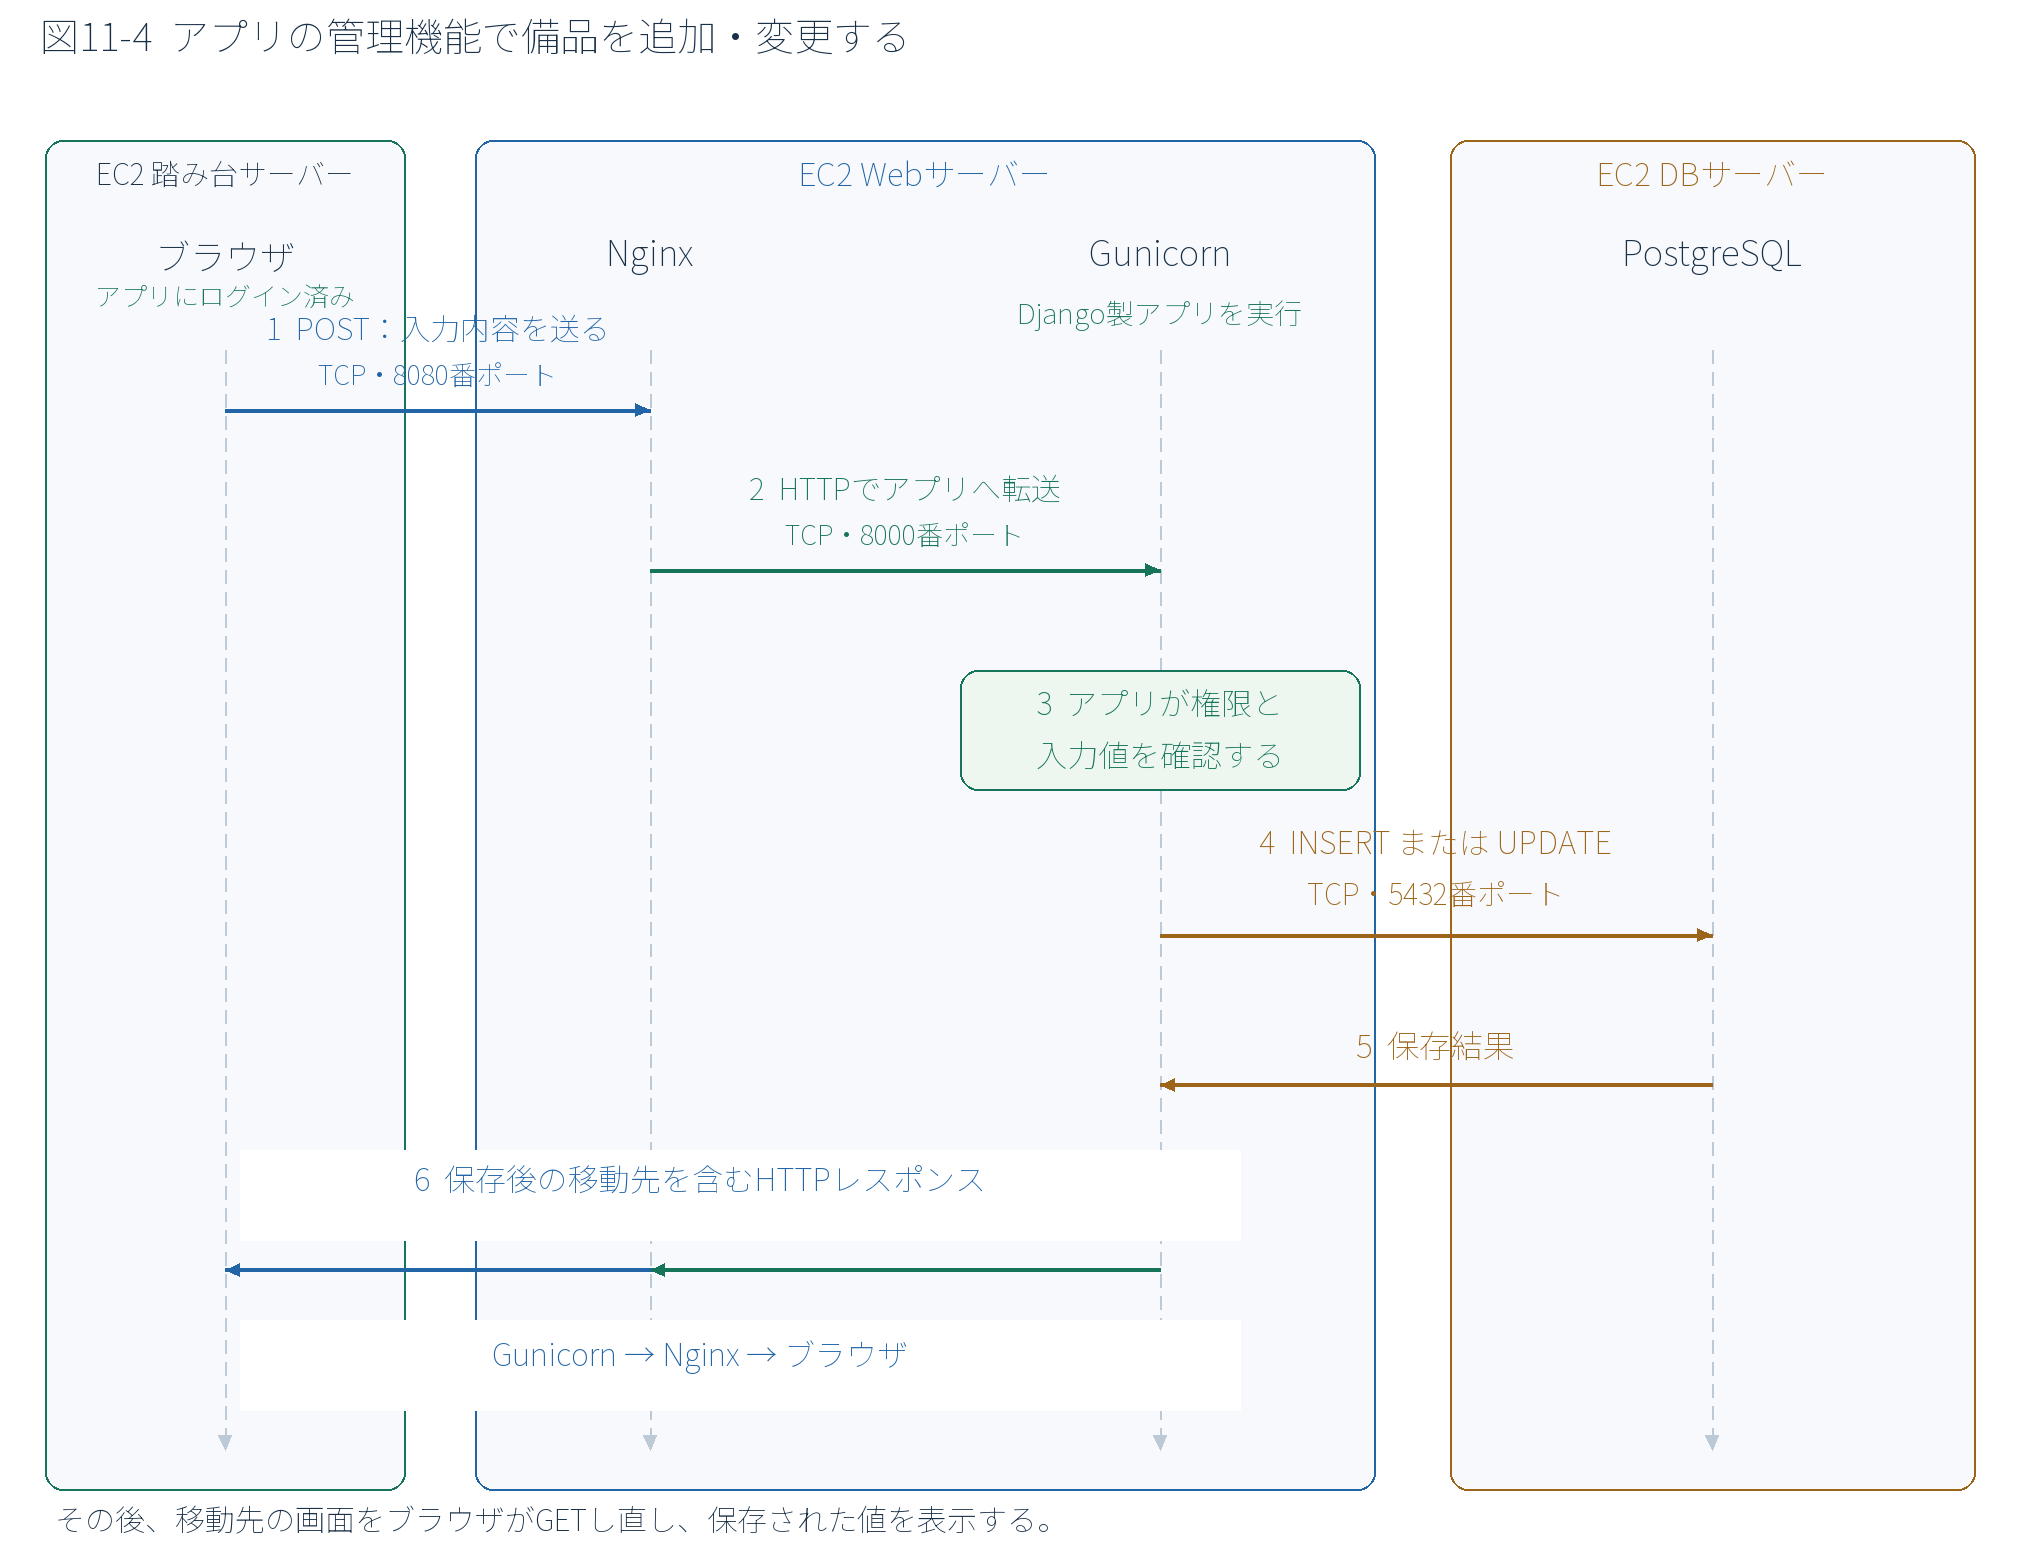 図11-4 アプリの管理機能で備品を追加・変更する
EC2 踏み台サーバー
EC2 Webサーバー
EC2 DBサーバー
ブラウザ
アプリにログイン済み
Nginx
Gunicorn
Django製アプリを実行
PostgreSQL
1 POST：入力内容を送る
TCP・8080番ポート
2 HTTPでアプリへ転送
TCP・8000番ポート
3 アプリが権限と
入力値を確認する
4 INSERT または UPDATE
TCP・5432番ポート
5 保存結果
6 保存後の移動先を含むHTTPレスポンス
Gunicorn → Nginx → ブラウザ
その後、移動先の画面をブラウザがGETし直し、保存された値を表示する。